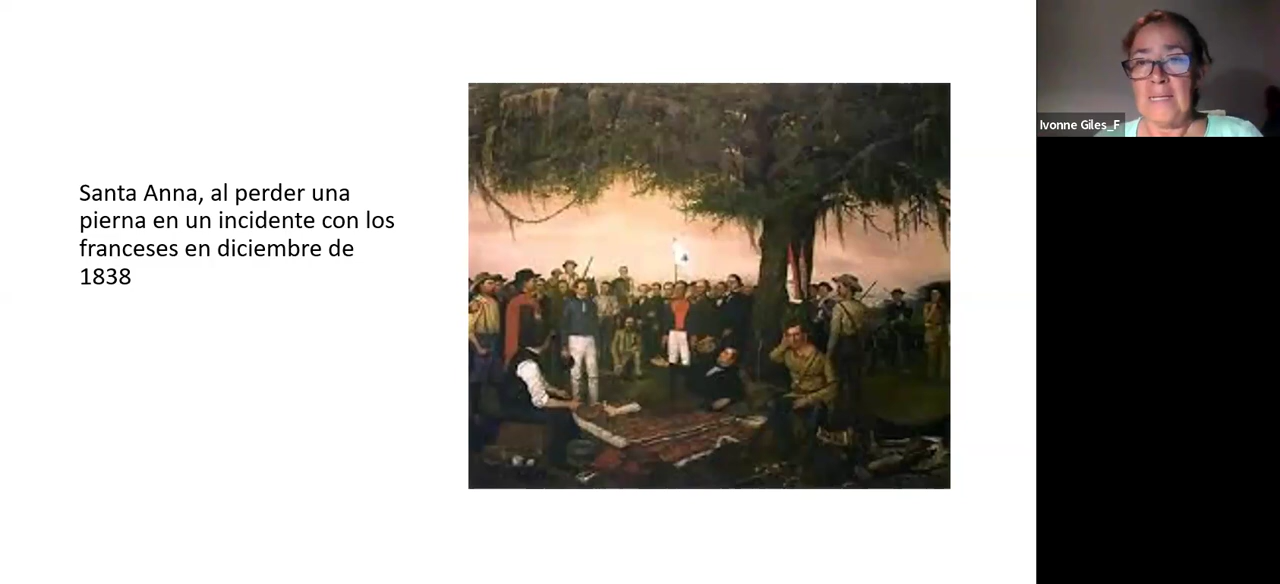 Santa Anna, al perder una
pierna en un incidente con los
franceses en diciembre de
1838
Ivonne Giles_F